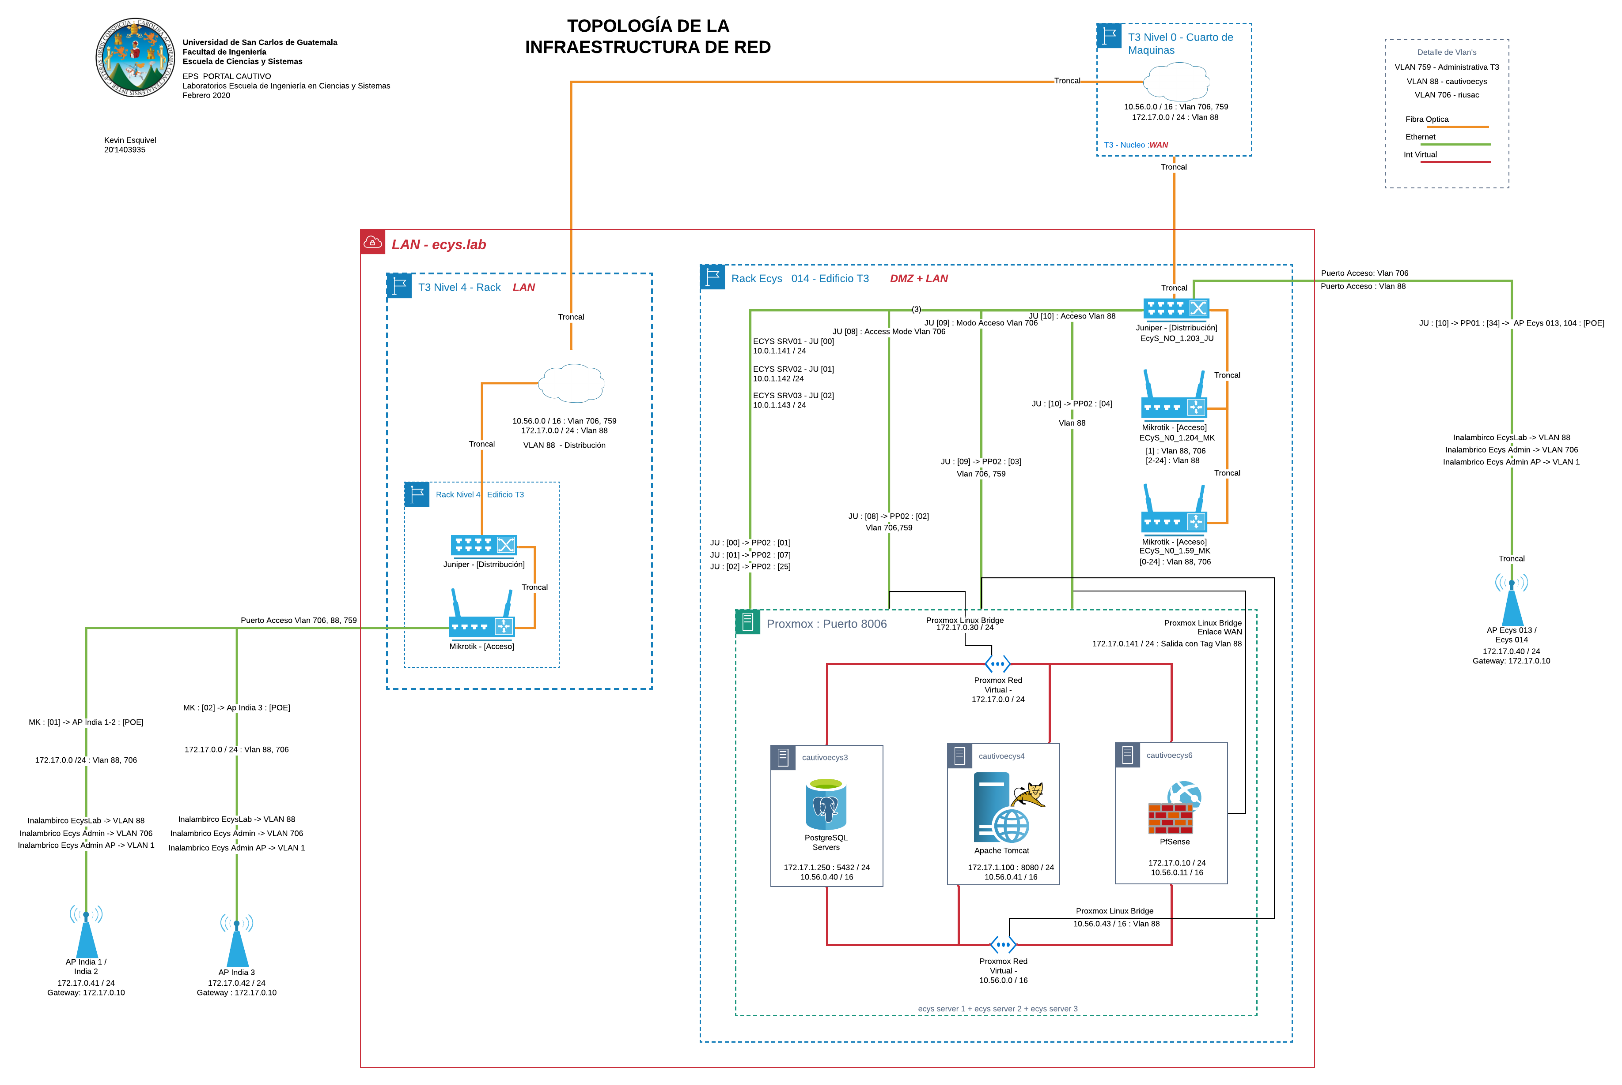 TOPOLOGÍA DE LA
INFRAESTRUCTURA DE RED
Universidad de San Carlos de Guatemala
Facultad de Ingeniería
Escuela de Ciencias y Sistemas
EPS PORTAL CAUTIVO
Laboratorios Escuela de Ingeniería en Ciencias y Sistemas
Febrero 2020
Kevin Esquivel
20'1403935
T3 Nivel 0 - Cuarto de
Maquinas
Troncal
10.56.0.0 / 16 : Vlan 706, 759
172.17.0.0 / 24 : Vlan 88
T3 - Nucleo :WAN
Troncal
Detalle de Vlan's
VLAN 759 - Administrativa T3
VLAN 88 - cautivoecys
VLAN 706 - riusac
Fibra Optica
Ethernet
Int Virtual
LAN - ecys.lab
T3 Nivel 4 - Rack LAN
Troncal
10.56.0.0 / 16 : Vlan 706, 759
172.17.0.0 / 24 : Vlan 88
VLAN 88 - Distribución
Troncal
Rack Nivel 4 Edificio T3
Juniper - [Distrribución]
Troncal
Mikrotik - [Acceso]
Puerto Acceso Vlan 706, 88, 759
MK : [01] -> AP India 1-2 : [POE]
172.17.0.0 /24 : Vlan 88, 706
Inalambirco EcysLab -> VLAN 88
Inalambrico Ecys Admin -> VLAN 706
Inalambrico Ecys Admin AP -> VLAN 1
AP India 1 /
India 2
172.17.0.41 / 24
Gateway: 172.17.0.10
MK : [02] -> Ap India 3 : [POE]
172.17.0.0 / 24 : Vlan 88, 706
Inalambirco EcysLab -> VLAN 88
Inalambrico Ecys Admin -> VLAN 706
Inalambrico Ecys Admin AP -> VLAN 1
AP India 3
172.17.0.42 / 24
Gateway : 172.17.0.10
Rack Ecys 014 - Edificio T3 DMZ + LAN
Troncal
(3)
JU [08] : Access Mode Vlan 706
JU [09] : Modo Acceso Vlan 706
JU [10] : Acceso Vlan 88
ECYS SRV01 - JU [00]
10.0.1.141 / 24
ECYS SRV02 - JU [01]
10.0.1.142 /24
ECYS SRV03 - JU [02]
10.0.1.143 / 24
Juniper - [Distrribución]
EcyS_NO_1.203_JU
Troncal
Mikrotik - [Acceso]
ECyS_N0_1.204_MK
[1] : Vlan 88, 706
[2-24] : Vlan 88
Troncal
Mikrotik - [Acceso]
ECyS_N0_1.59_MK
[0-24] : Vlan 88, 706
JU : [10] -> PP02 : [04]
Vlan 88
JU : [09] -> PP02 : [03]
Vlan 706, 759
JU : [08] -> PP02 : [02]
Vlan 706,759
JU : [00] -> PP02 : [01]
JU : [01] -> PP02 : [07]
JU : [02] -> PP02 : [25]
Puerto Acceso: Vlan 706
Puerto Acceso : Vlan 88
JU : [10] -> PP01 : [34] -> AP Ecys 013, 104 : [POE]
Inalambirco EcysLab -> VLAN 88
Inalambrico Ecys Admin -> VLAN 706
Inalambrico Ecys Admin AP -> VLAN 1
Troncal
AP Ecys 013 /
Ecys 014
172.17.0.40 / 24
Gateway: 172.17.0.10
Proxmox : Puerto 8006
Proxmox Linux Bridge
172.17.0.30 / 24
Proxmox Linux Bridge
Enlace WAN
172.17.0.141 / 24 : Salida con Tag Vlan 88
Proxmox Red
Virtual -
172.17.0.0 / 24
cautivoecys3
PostgreSQL
Servers
172.17.1.250 : 5432 / 24
10.56.0.40 / 16
cautivoecys4
Apache Tomcat
172.17.1.100 : 8080 / 24
10.56.0.41 / 16
cautivoecys6
PfSense
172.17.0.10 / 24
10.56.0.11 / 16
Proxmox Linux Bridge
10.56.0.43 / 16 : Vlan 88
Proxmox Red
Virtual -
10.56.0.0 / 16
ecys server 1 + ecys server 2 + ecys server 3